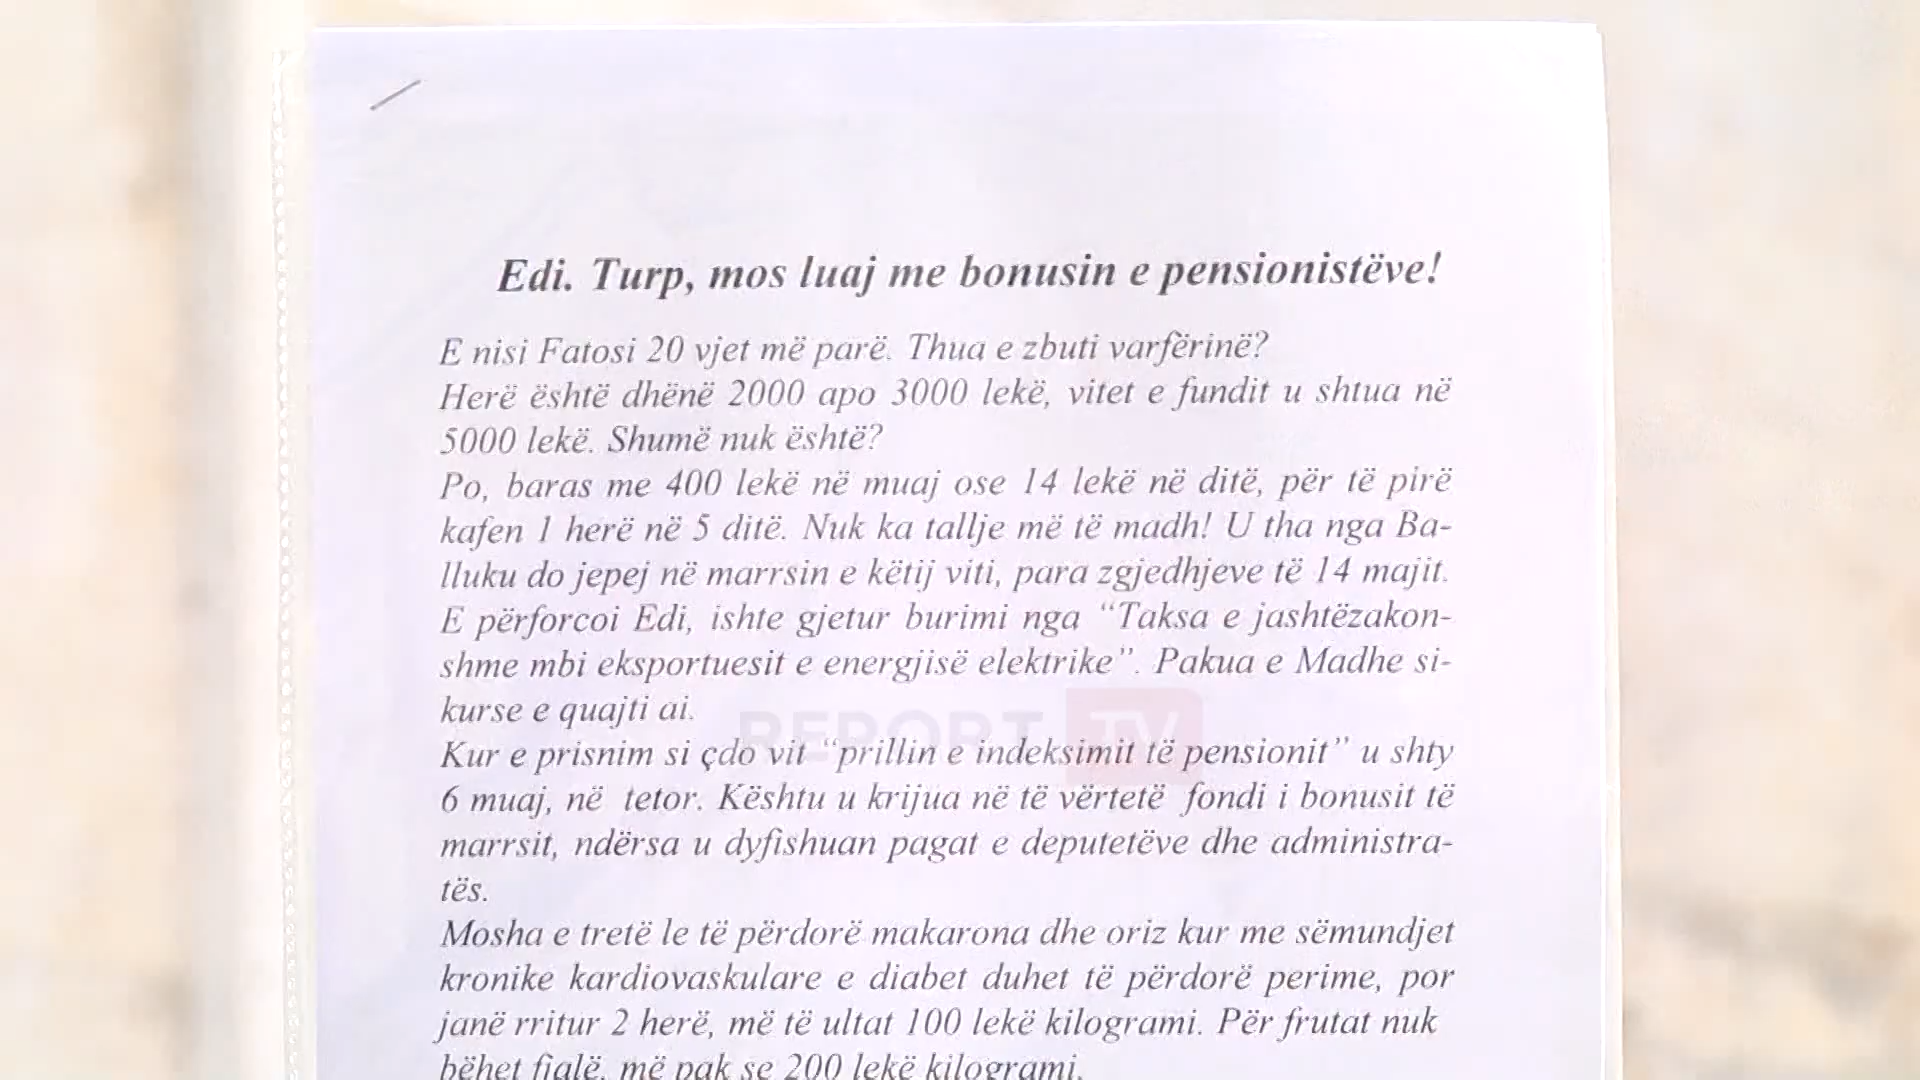 Edi. Turp, mos luaj me bonusin e pensionistëve!
E nisi Fatosi 20 vjet më parë. Thua e zbuti varfërinë?
Herë është dhënë 2000 apo 3000 lekë, vitet e fundit u shtua në
5000 lekë. Shumë nuk është?
Po, baras me 400 lekë në muaj ose 14 lekë në ditë, për të pirë
kafen 1 herë në 5 ditë. Nuk ka tallje më të madh! U tha nga Ba-
lluku do jepej në marrsin e këtij viti, para zgjedhjeve të 14 majit.
E përforcoi Edi, ishte gjetur burimi nga “Taksa e jashtëzakon-
shme mbi eksportuesit e energjisë elektrike”. Pakua e Madhe si-
kurse e quajti ai.
REPORT TV
Kur e prisnim si çdo vit “prillin e indeksimit të pensionit” u shty
6 muaj, në tetor. Kështu u krijua në të vërtetë fondi i bonusit të
marrsit, ndërsa u dyfishuan pagat e deputetëve dhe administra-
tës.
Mosha e tretë le të përdorë makarona dhe oriz kur me sëmundjet
kronike kardiovaskulare e diabet duhet të përdorë perime, por
janë rritur 2 herë, më të ultat 100 lekë kilogrami. Për frutat nuk
bëhet fjalë, më pak se 200 lekë kilogrami.